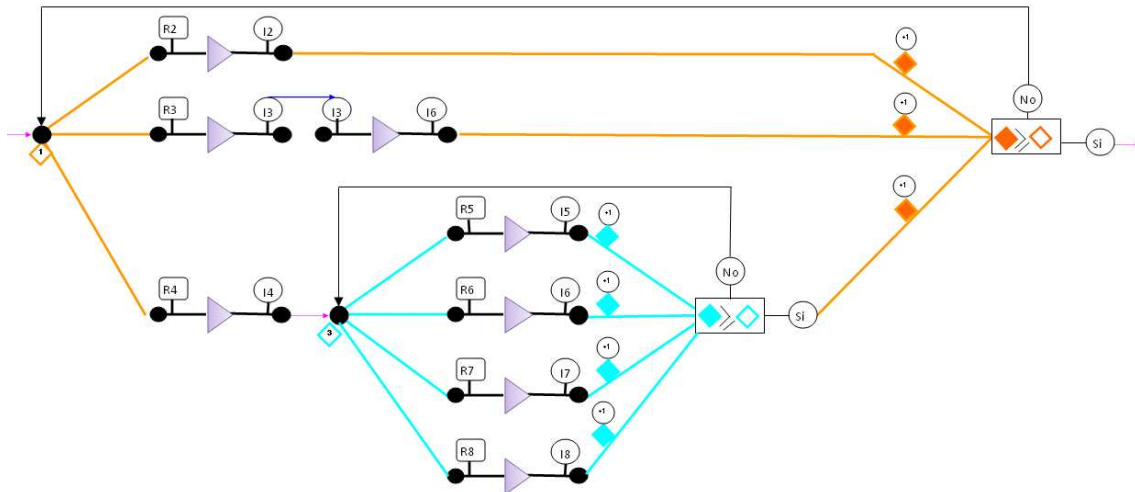 R2 I2 +1
No
R3 I3 I3 I6 +1
1
Si
+1
R5 I5 +1
No
R4 I4 R6 I6 +1
Si
3
R7 I7 +1
+1
R8 I8